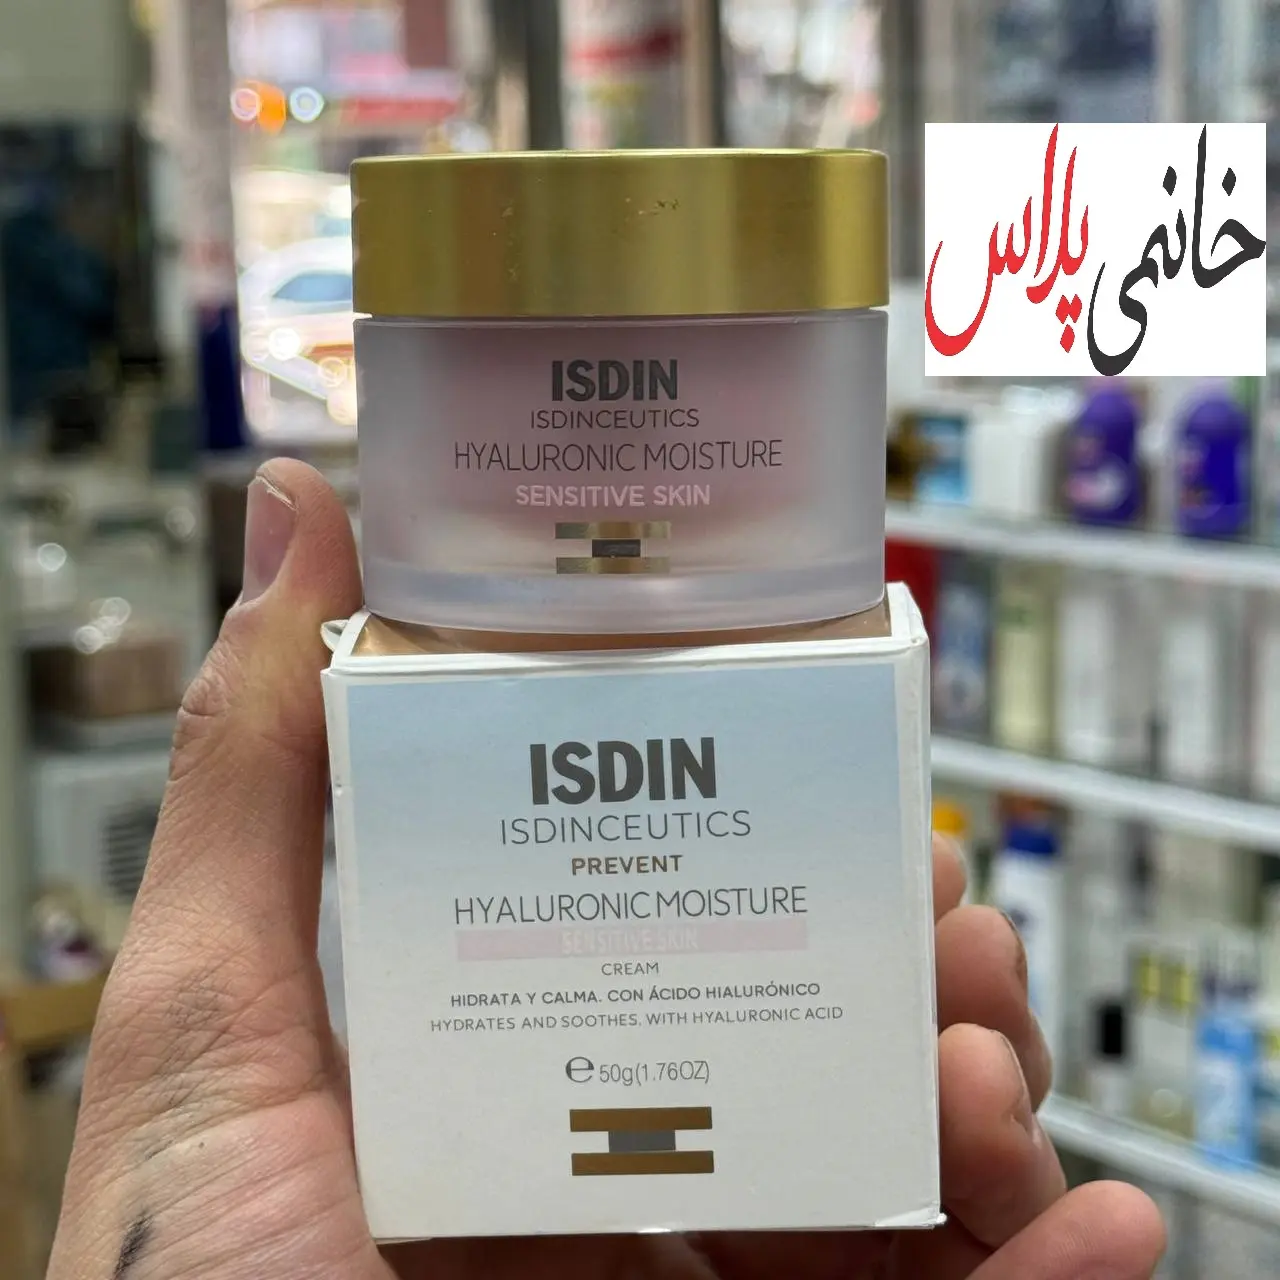 خانمی پلاس
ISDIN
ISDINCEUTICS
HYALURONIC MOISTURE
SENSITIVE SKIN
ISDIN
ISDINCEUTICS
PREVENT
HYALURONIC MOISTURE
SENSITIVE SKIN
CREAM
HIDRATA Y CALMA. CON ÁCIDO HIALURÓNICO
HYDRATES AND SOOTHES. WITH HYALURONIC ACID
℮ 50g(1.76OZ)